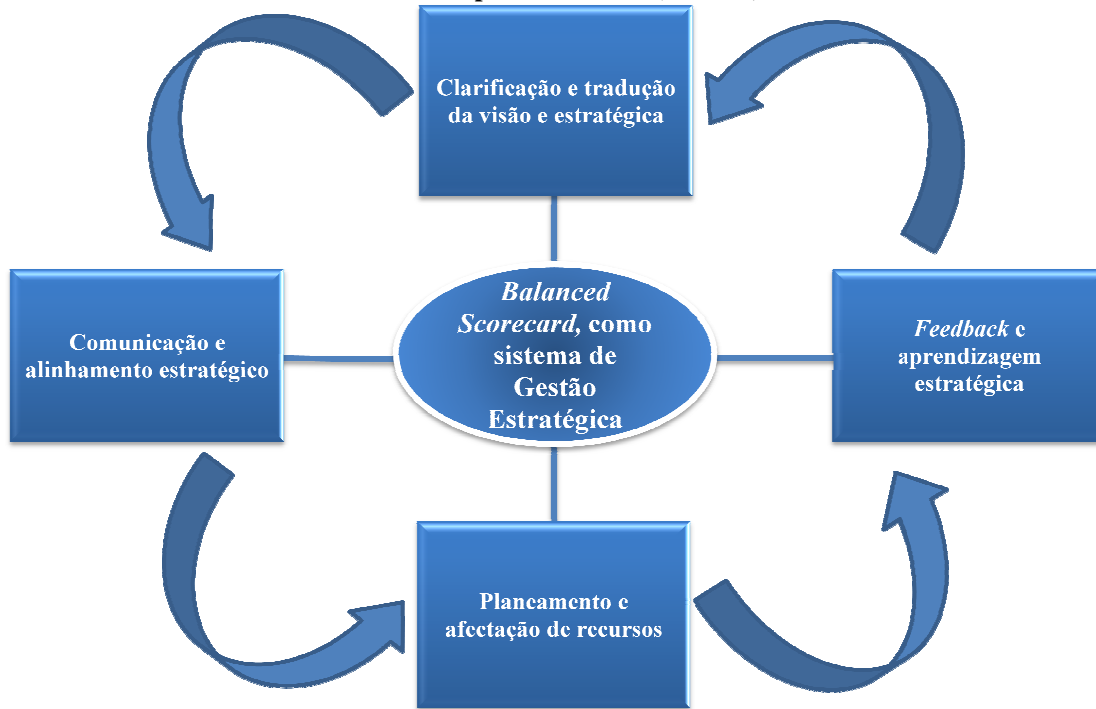 Clarificação e tradução
da visão e estratégica
Balanced
Scorecard, como
sistema de
Gestão
Estratégica
Comunicação e
alinhamento estratégico
Feedback e
aprendizagem
estratégica
Planeamento e
afectação de recursos